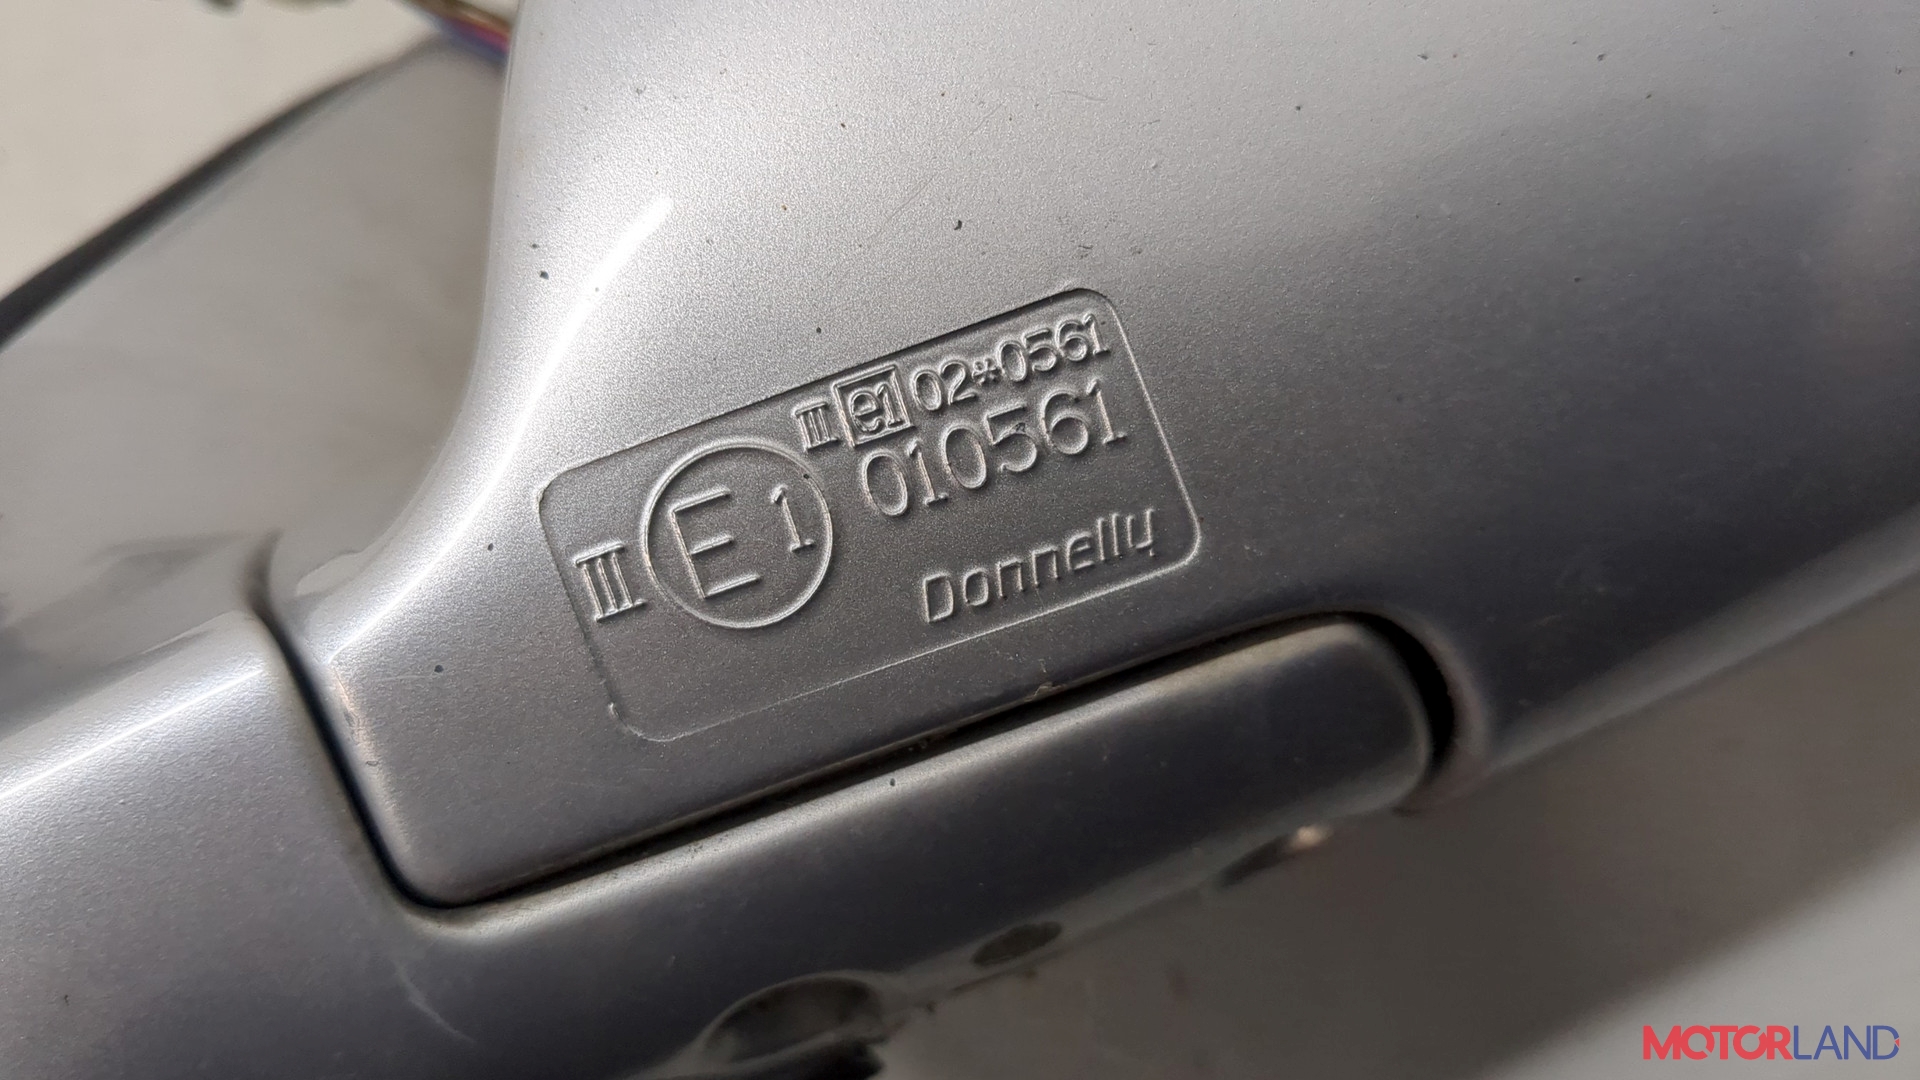 III e1 02*0561
III E 1 010561
Donnelly
MOTORLAND